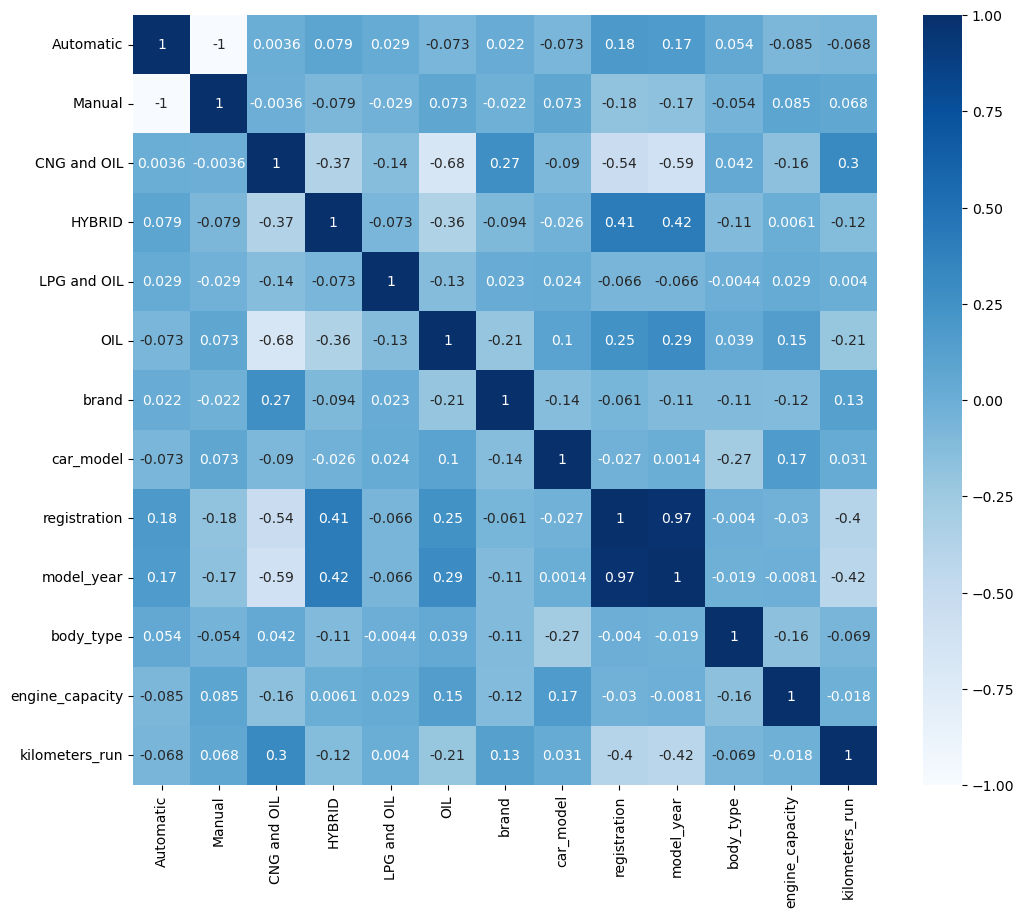 Automatic 1 -1 0.0036 0.079 0.029 -0.073 0.022 -0.073 0.18 0.17 0.054 -0.085 -0.068
Manual -1 1 -0.0036 -0.079 -0.029 0.073 -0.022 0.073 -0.18 -0.17 -0.054 0.085 0.068
CNG and OIL 0.0036 -0.0036 1 -0.37 -0.14 -0.68 0.27 -0.09 -0.54 -0.59 0.042 -0.16 0.3
HYBRID 0.079 -0.079 -0.37 1 -0.073 -0.36 -0.094 -0.026 0.41 0.42 -0.11 0.0061 -0.12
LPG and OIL 0.029 -0.029 -0.14 -0.073 1 -0.13 0.023 0.024 -0.066 -0.066 -0.0044 0.029 0.004
OIL -0.073 0.073 -0.68 -0.36 -0.13 1 -0.21 0.1 0.25 0.29 0.039 0.15 -0.21
brand 0.022 -0.022 0.27 -0.094 0.023 -0.21 1 -0.14 -0.061 -0.11 -0.11 -0.12 0.13
car_model -0.073 0.073 -0.09 -0.026 0.024 0.1 -0.14 1 -0.027 0.0014 -0.27 0.17 0.031
registration 0.18 -0.18 -0.54 0.41 -0.066 0.25 -0.061 -0.027 1 0.97 -0.004 -0.03 -0.4
model_year 0.17 -0.17 -0.59 0.42 -0.066 0.29 -0.11 0.0014 0.97 1 -0.019 -0.0081 -0.42
body_type 0.054 -0.054 0.042 -0.11 -0.0044 0.039 -0.11 -0.27 -0.004 -0.019 1 -0.16 -0.069
engine_capacity -0.085 0.085 -0.16 0.0061 0.029 0.15 -0.12 0.17 -0.03 -0.0081 -0.16 1 -0.018
kilometers_run -0.068 0.068 0.3 -0.12 0.004 -0.21 0.13 0.031 -0.4 -0.42 -0.069 -0.018 1
Automatic
Manual
CNG and OIL
HYBRID
LPG and OIL
OIL
brand
car_model
registration
model_year
body_type
engine_capacity
kilometers_run
1.00
0.75
0.50
0.25
0.00
-0.25
-0.50
-0.75
-1.00